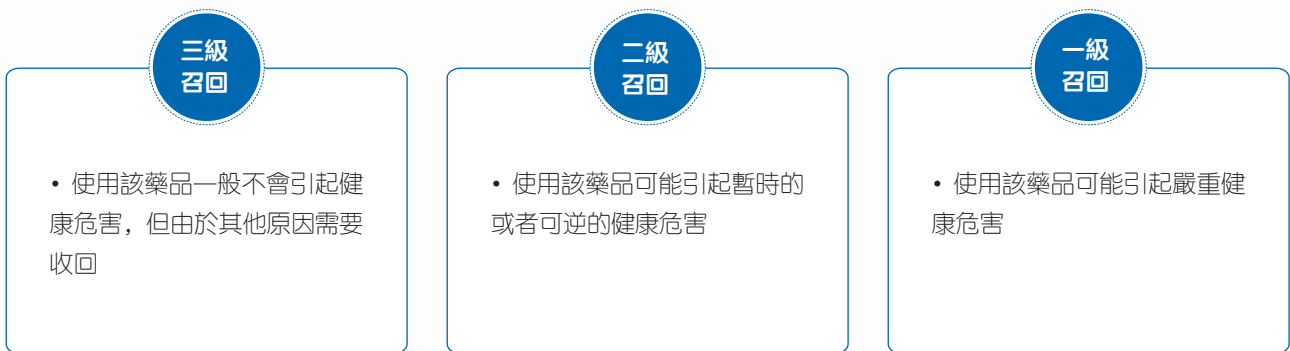 三級
召回
• 使用該藥品一般不會引起健
康危害，但由於其他原因需要
收回
二級
召回
• 使用該藥品可能引起暫時的
或者可逆的健康危害
一級
召回
• 使用該藥品可能引起嚴重健
康危害